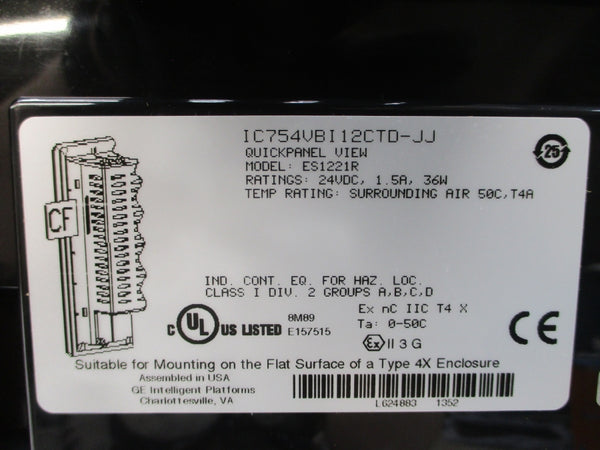 IC754VBI12CTD-JJ
QUICKPANEL VIEW
MODEL: ES1221R
RATINGS: 24VDC, 1.5A, 36W
TEMP RATING: SURROUNDING AIR 50C,T4A
25
CF
IND. CONT. EQ. FOR HAZ. LOC.
CLASS I DIV. 2 GROUPS A,B,C,D
C UL US LISTED 8M89 E157515
Ex nC IIC T4 X
Ta: 0-50C
Ex II 3 G
CE
Suitable for Mounting on the Flat Surface of a Type 4X Enclosure
Assembled in USA
GE Intelligent Platforms
Charlottesville, VA
L624883 1352